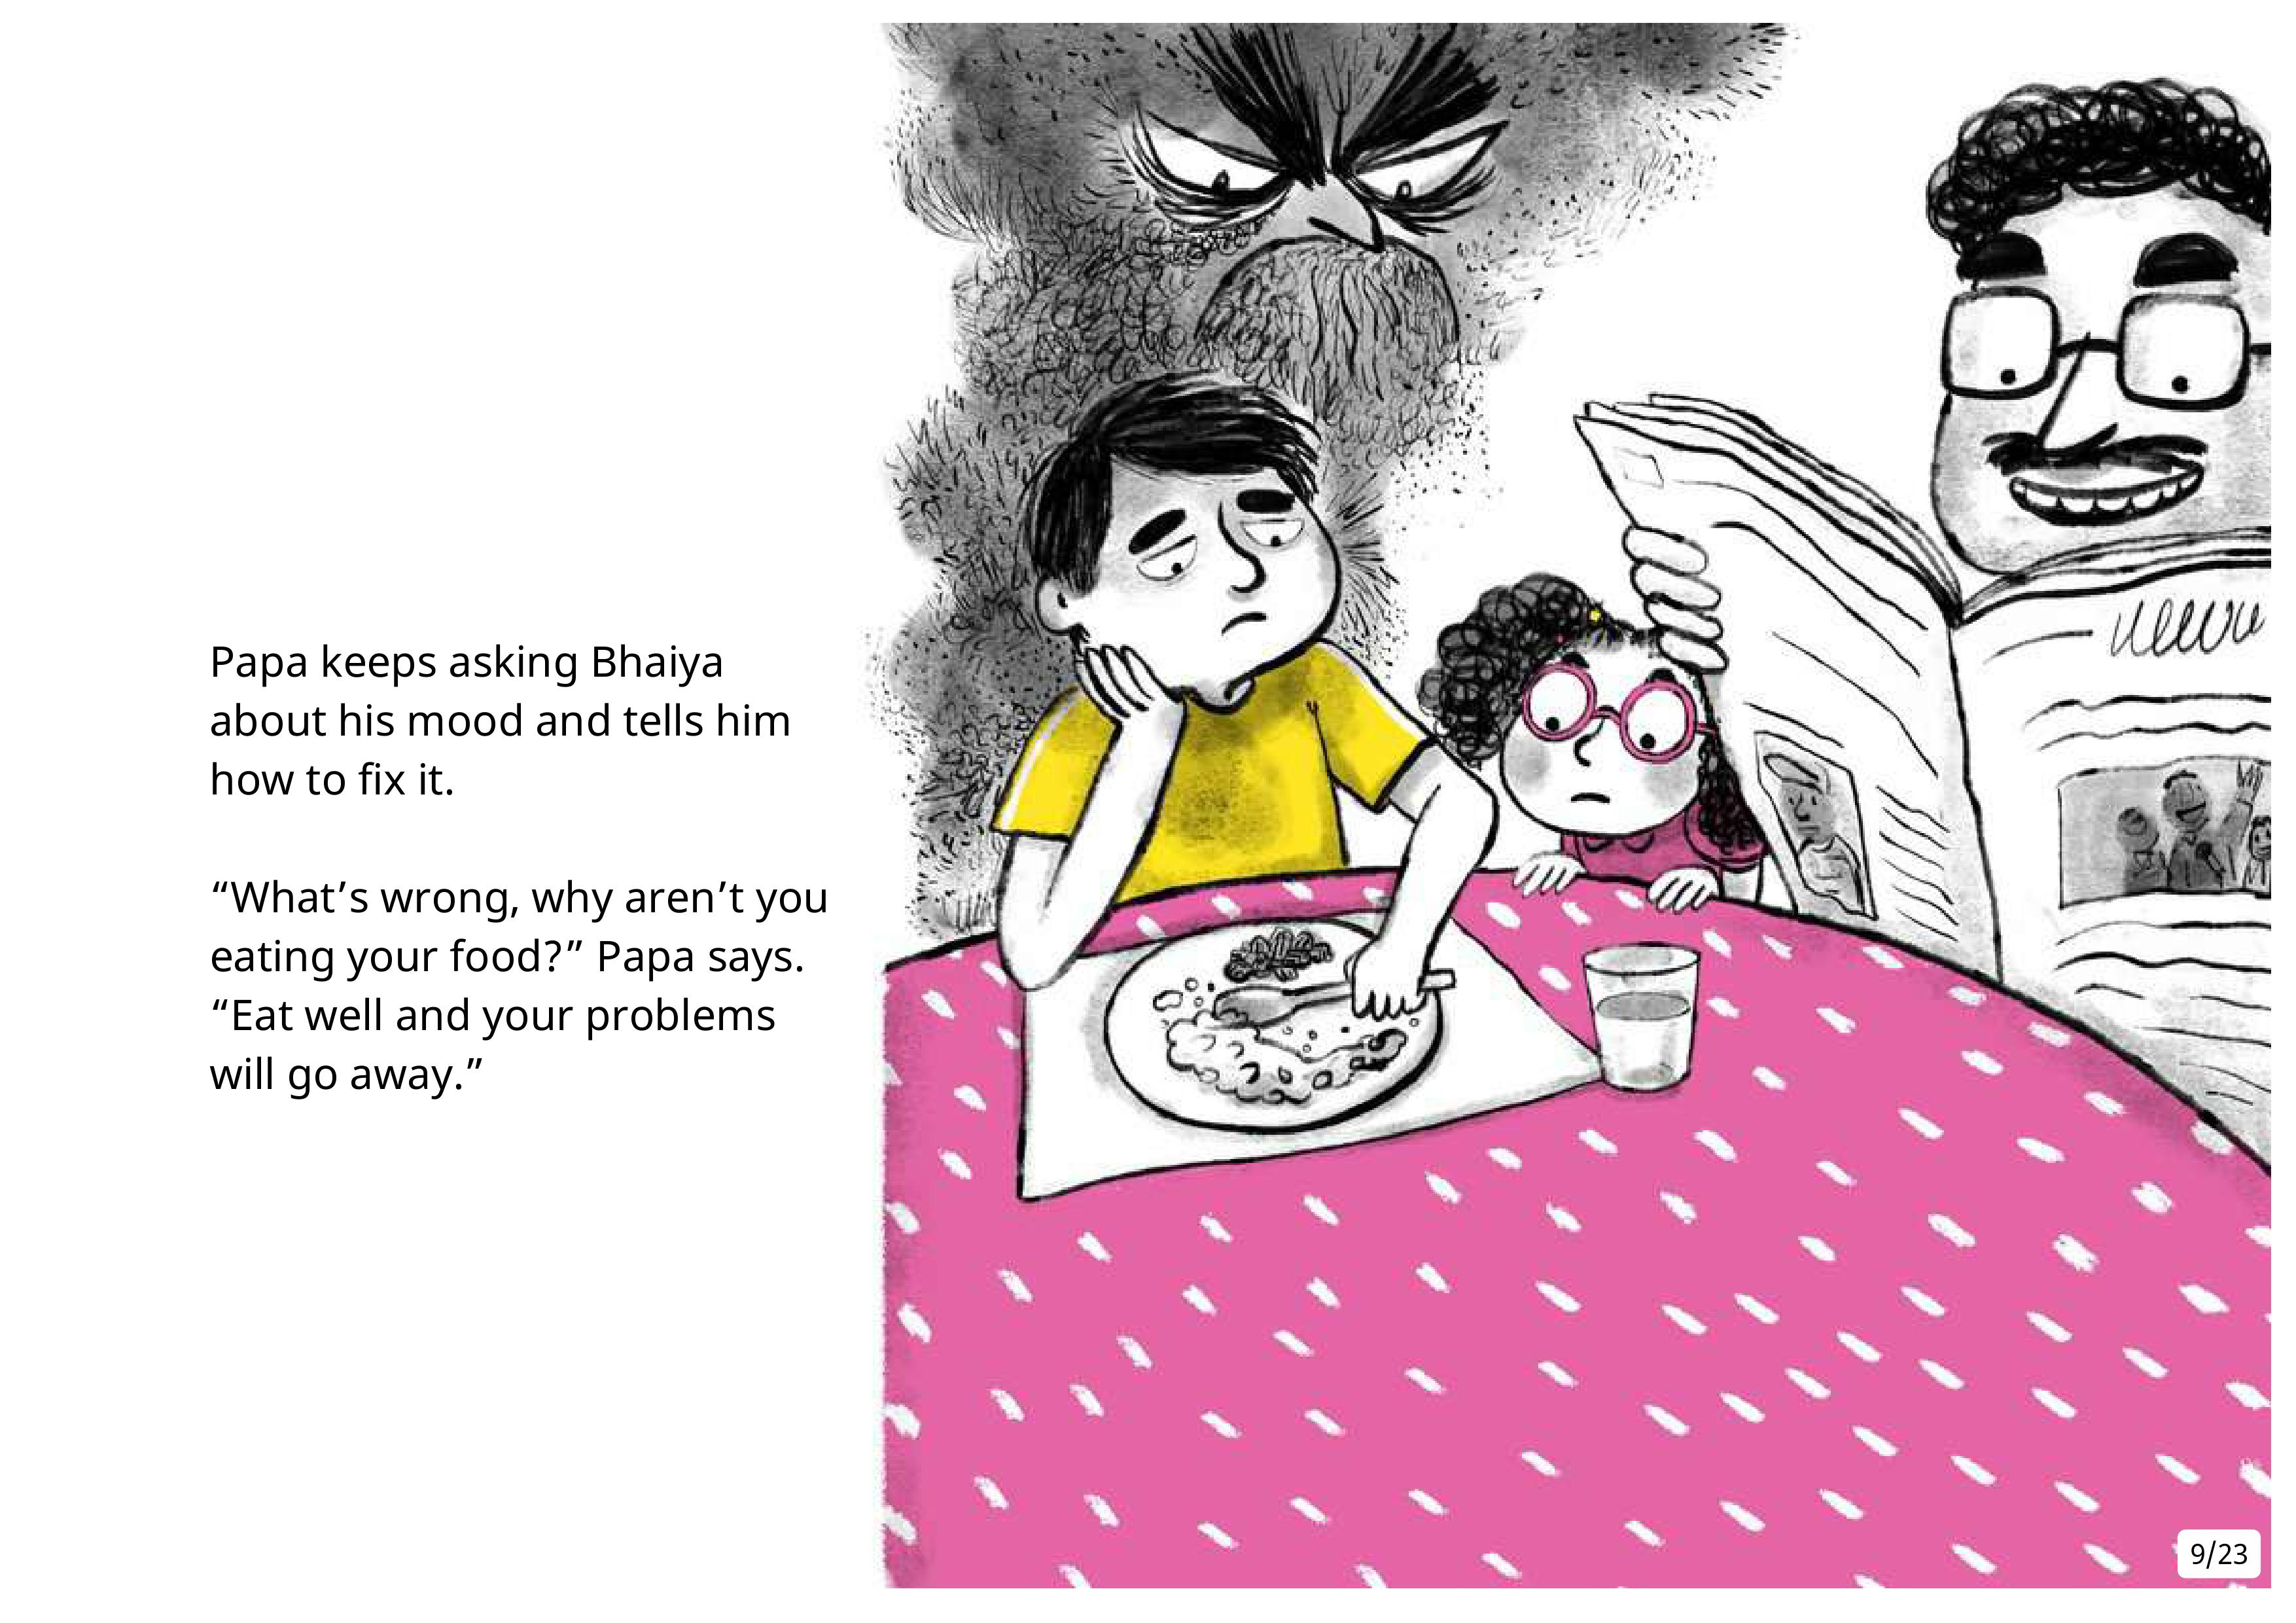 Papa keeps asking Bhaiya
about his mood and tells him
how to fix it.
“What’s wrong, why aren’t you
eating your food?” Papa says.
“Eat well and your problems
will go away.”
9/23